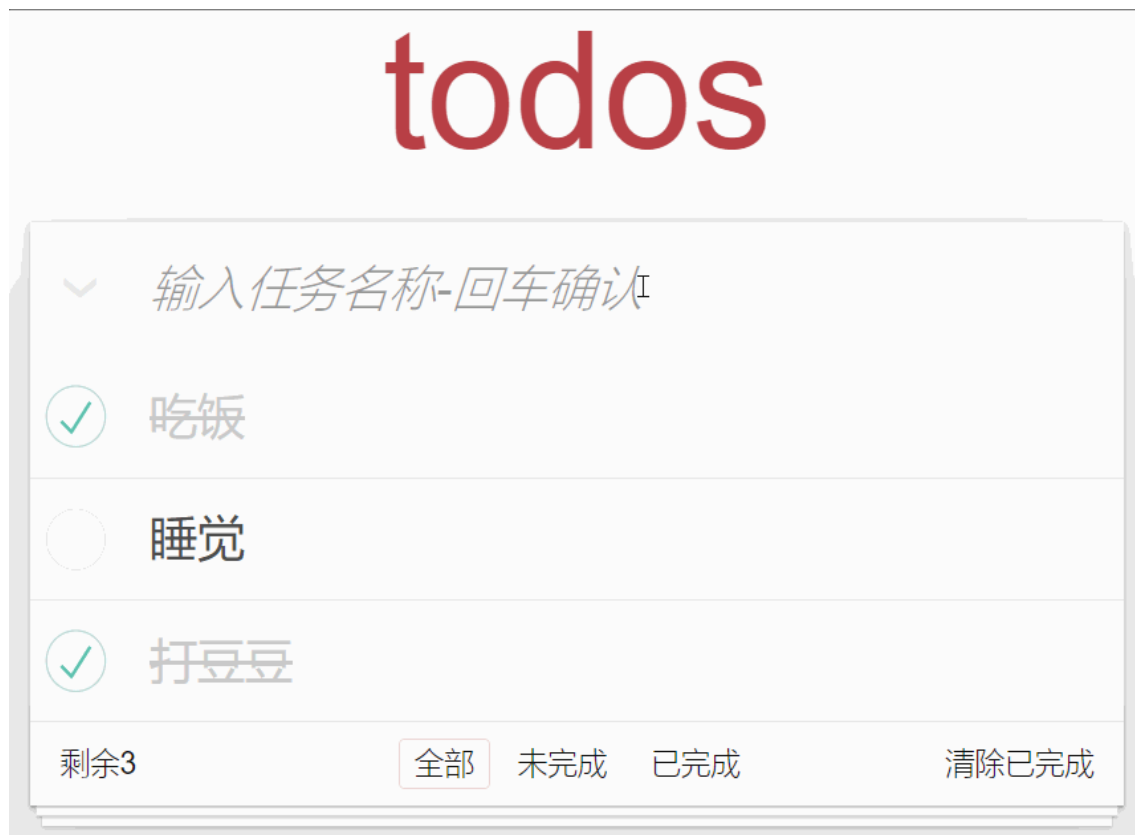 todos
输入任务名称-回车确认
吃饭
睡觉
打豆豆
剩余3 全部 未完成 已完成 清除已完成